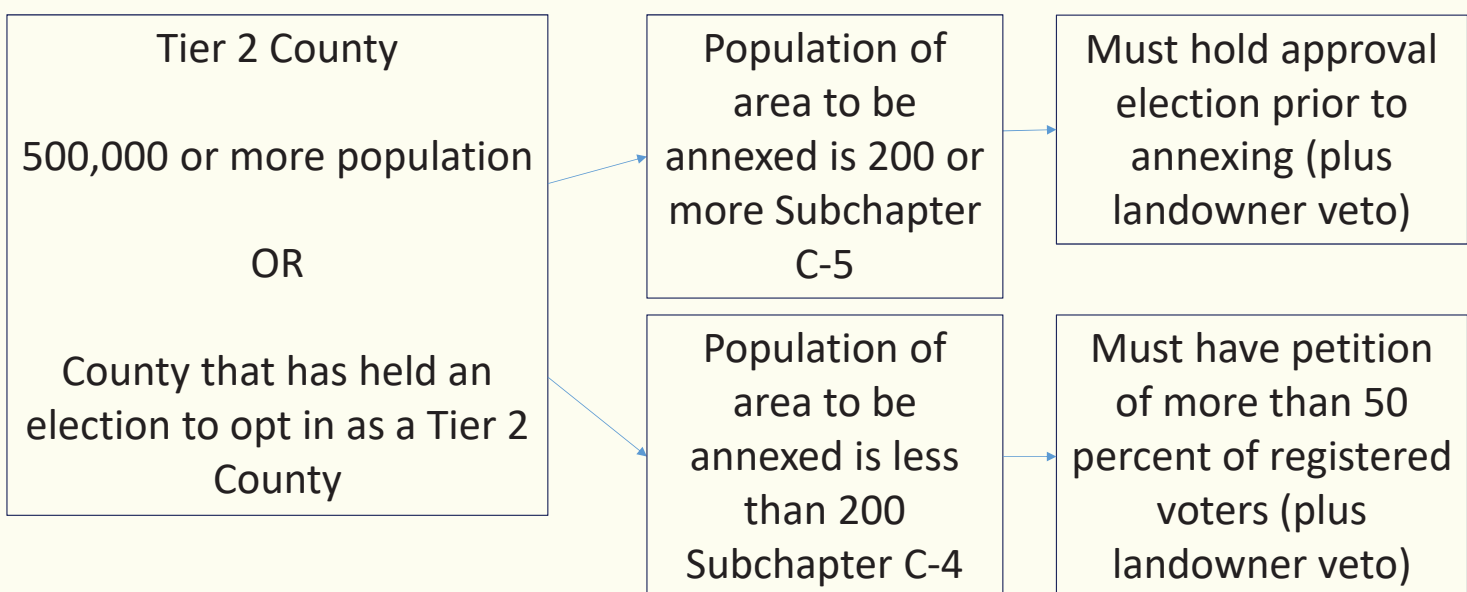 Tier 2 County
500,000 or more population
OR
County that has held an
election to opt in as a Tier 2
County
Population of
area to be
annexed is 200 or
more Subchapter
C-5
Must hold approval
election prior to
annexing (plus
landowner veto)
Population of
area to be
annexed is less
than 200
Subchapter C-4
Must have petition
of more than 50
percent of registered
voters (plus
landowner veto)